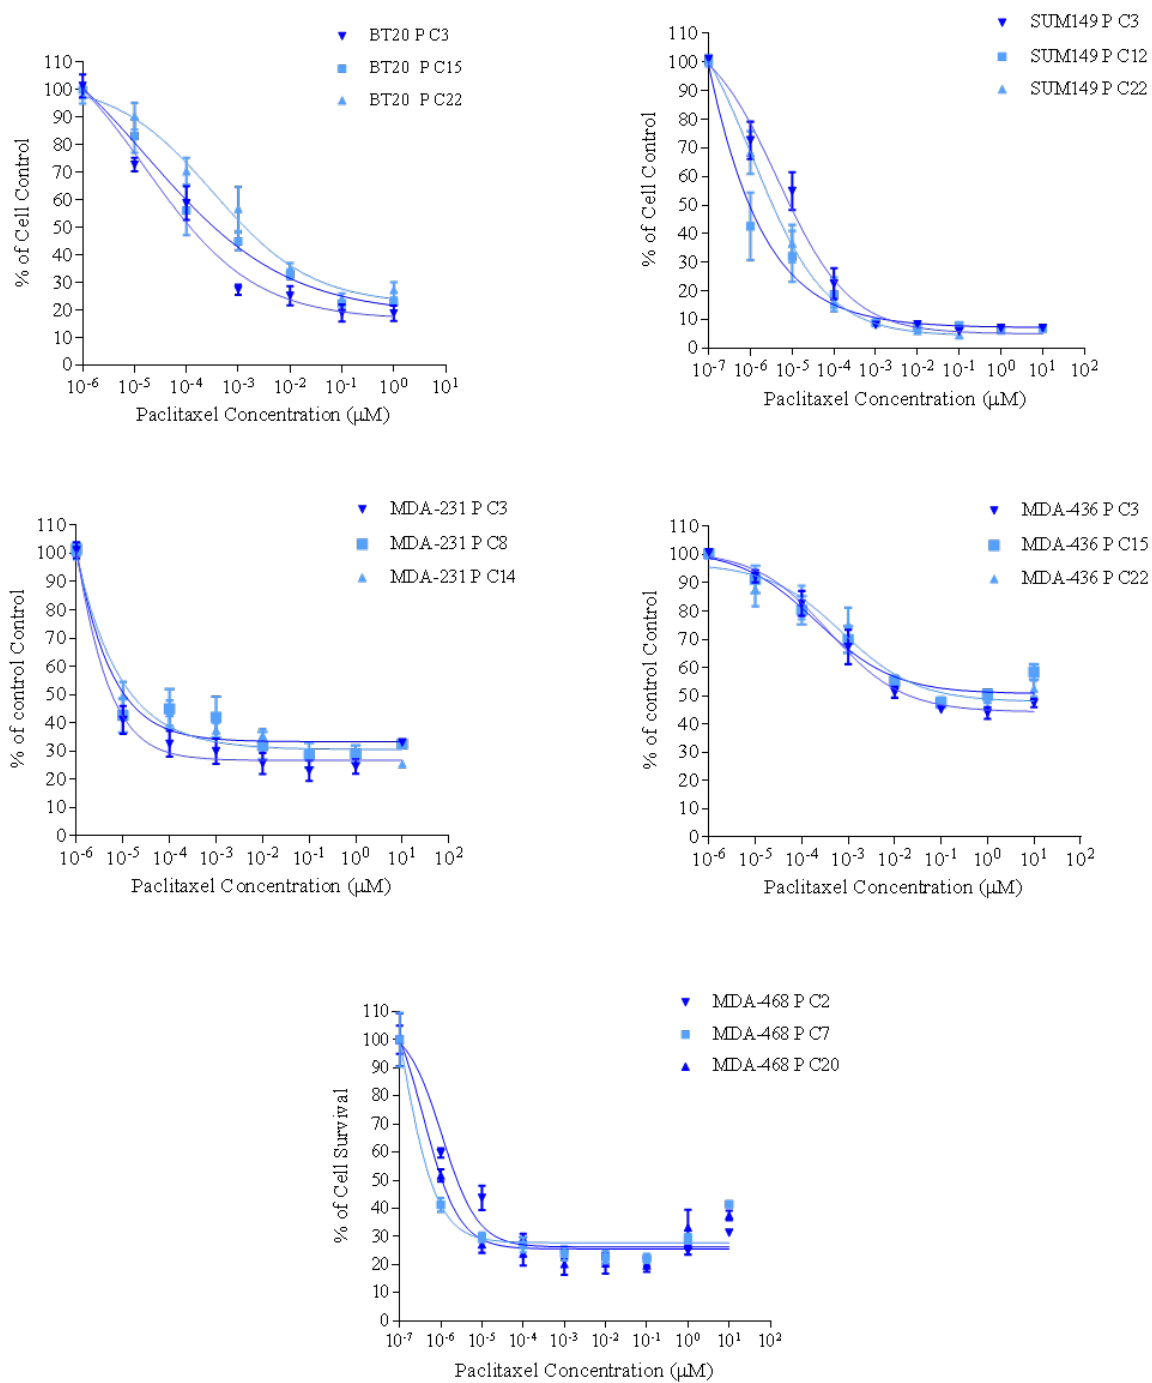 BT20 P C3
BT20 P C15
BT20 P C22
110
100
90
80
70
60
50
40
30
20
10
0
% of Cell Control
10-6 10-5 10-4 10-3 10-2 10-1 100 101
Paclitaxel Concentration (µM)
SUM149 P C3
SUM149 P C12
SUM149 P C22
110
100
90
80
70
60
50
40
30
20
10
0
% of Cell Control
10-7 10-6 10-5 10-4 10-3 10-2 10-1 100 101 102
Paclitaxel Concentration (µM)
MDA-231 P C3
MDA-231 P C8
MDA-231 P C14
110
100
90
80
70
60
50
40
30
20
10
0
% of control Control
10-6 10-5 10-4 10-3 10-2 10-1 100 101 102
Paclitaxel Concentration (µM)
MDA-436 P C3
MDA-436 P C15
MDA-436 P C22
110
100
90
80
70
60
50
40
30
20
10
0
% of control Control
10-6 10-5 10-4 10-3 10-2 10-1 100 101 102
Paclitaxel Concentration (µM)
MDA-468 P C2
MDA-468 P C7
MDA-468 P C20
110
100
90
80
70
60
50
40
30
20
10
0
% of Cell Survival
10-7 10-6 10-5 10-4 10-3 10-2 10-1 100 101 102
Paclitaxel Concentration (µM)